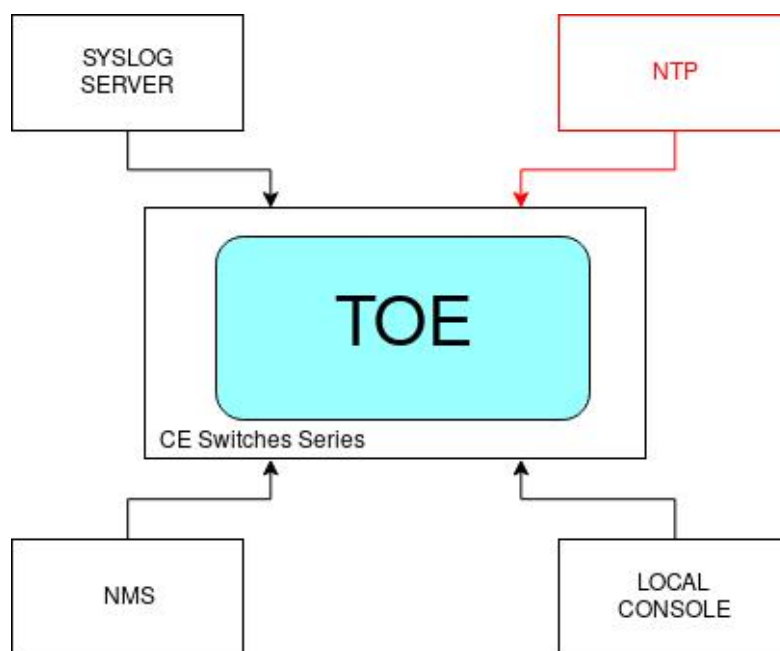 SYSLOG
SERVER
NTP
TOE
CE Switches Series
NMS
LOCAL
CONSOLE